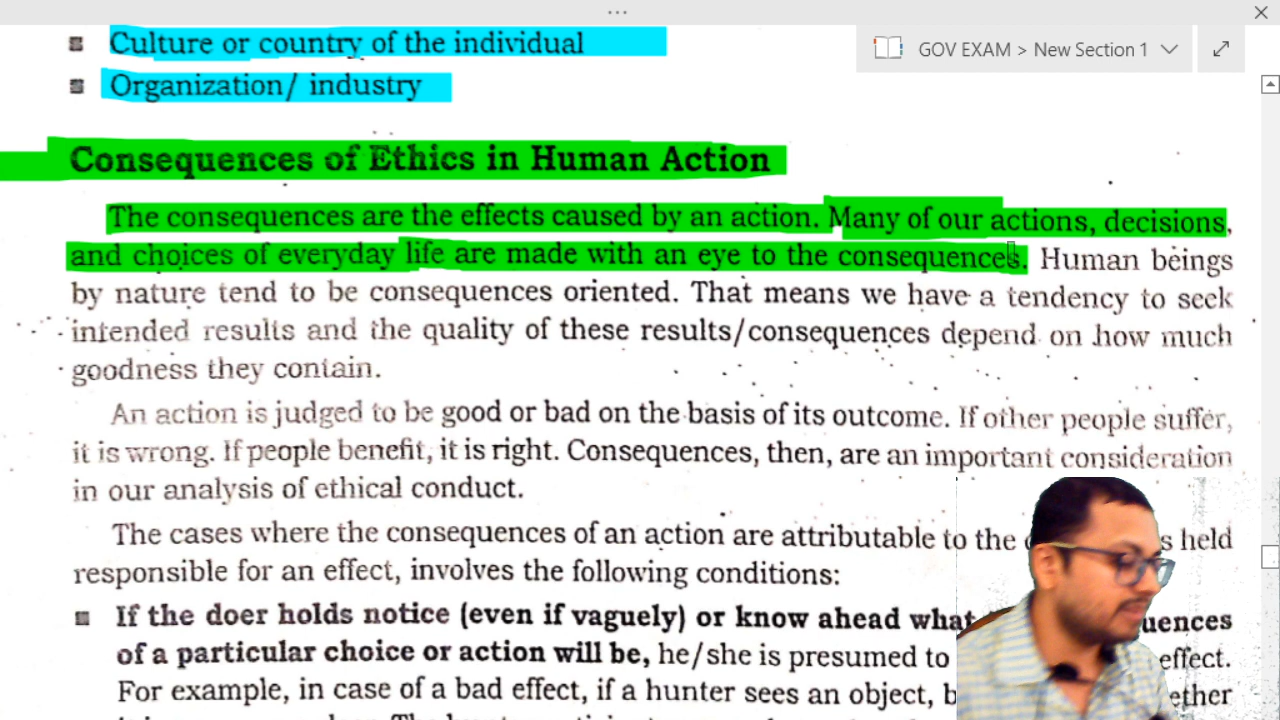 ...
Culture or country of the individual
GOV EXAM > New Section 1
Organization/ industry
Consequences of Ethics in Human Action
The consequences are the effects caused by an action. Many of our actions, decisions,
and choices of everyday life are made with an eye to the consequences. Human beings
by nature tend to be consequences oriented. That means we have a tendency to seek
intended results and the quality of these results/consequences depend on how much
goodness they contain.
An action is judged to be good or bad on the basis of its outcome. If other people suffer,
it is wrong. If people benefit, it is right. Consequences, then, are an important consideration
in our analysis of ethical conduct.
The cases where the consequences of an action are attributable to the held
responsible for an effect, involves the following conditions:
If the doer holds notice (even if vaguely) or know ahead what
of a particular choice or action will be, he/she is presumed to effect.
For example, in case of a bad effect, if a hunter sees an object,